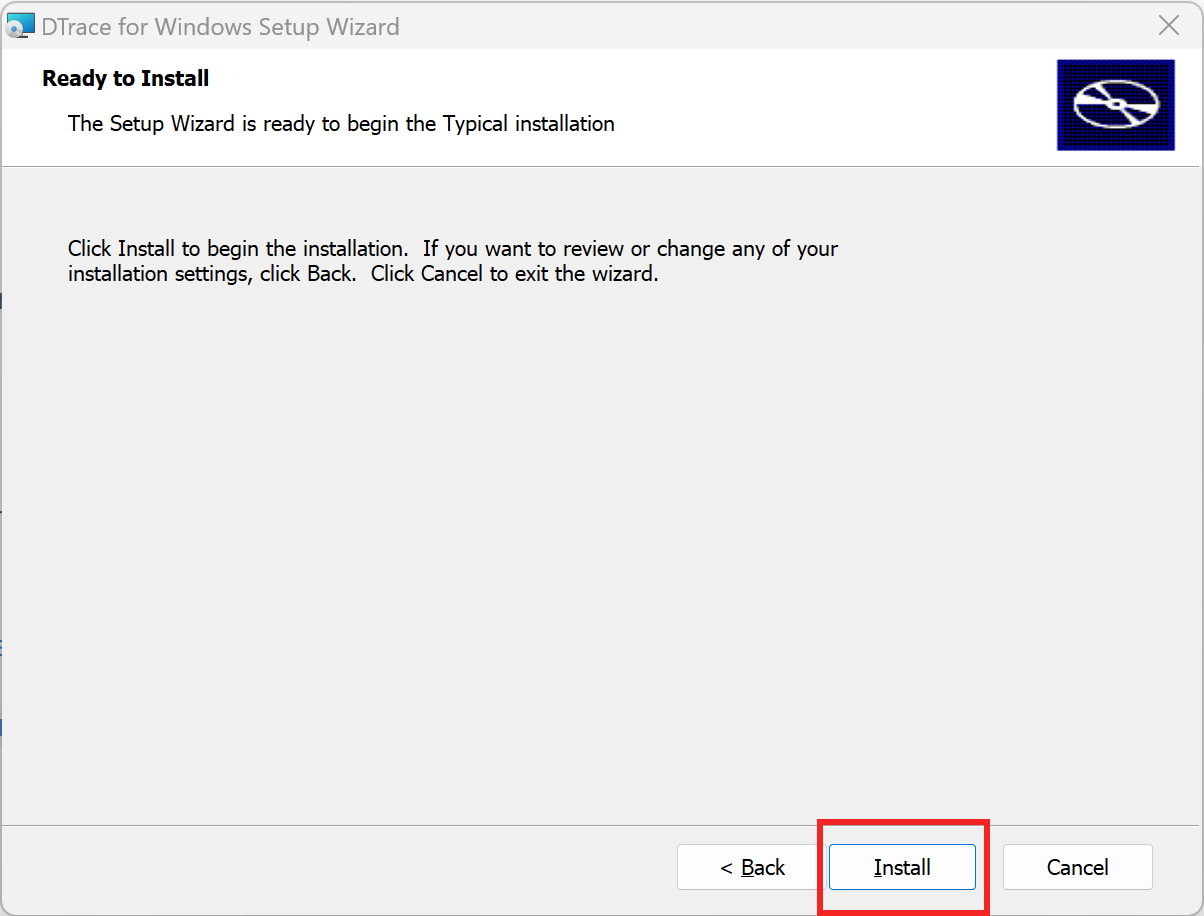 DTrace for Windows Setup Wizard
Ready to Install
The Setup Wizard is ready to begin the Typical installation
Click Install to begin the installation.  If you want to review or change any of your
installation settings, click Back.  Click Cancel to exit the wizard.
< Back
Install
Cancel